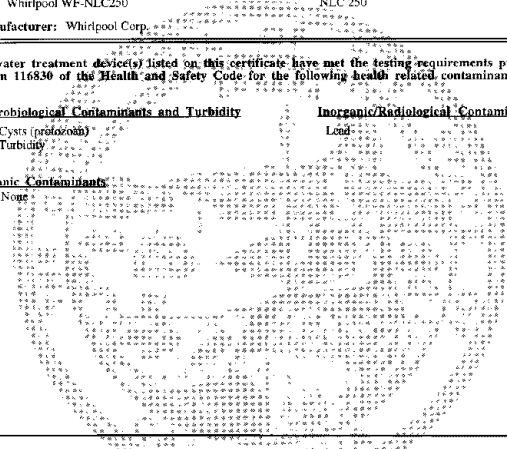 Whirlpool WF-NLC250 NLC 250
ufacturer: Whirlpool Corp.
vater treatment device(s) listed on this certificate have met the testing requirements p
n 116830 of the Health and Safety Code for the following health related contaminan
robiological Contaminants and Turbidity Inorganic/Radiological Contami
Cysts (protozoan) Lead
Turbidity
anic Contaminants
None